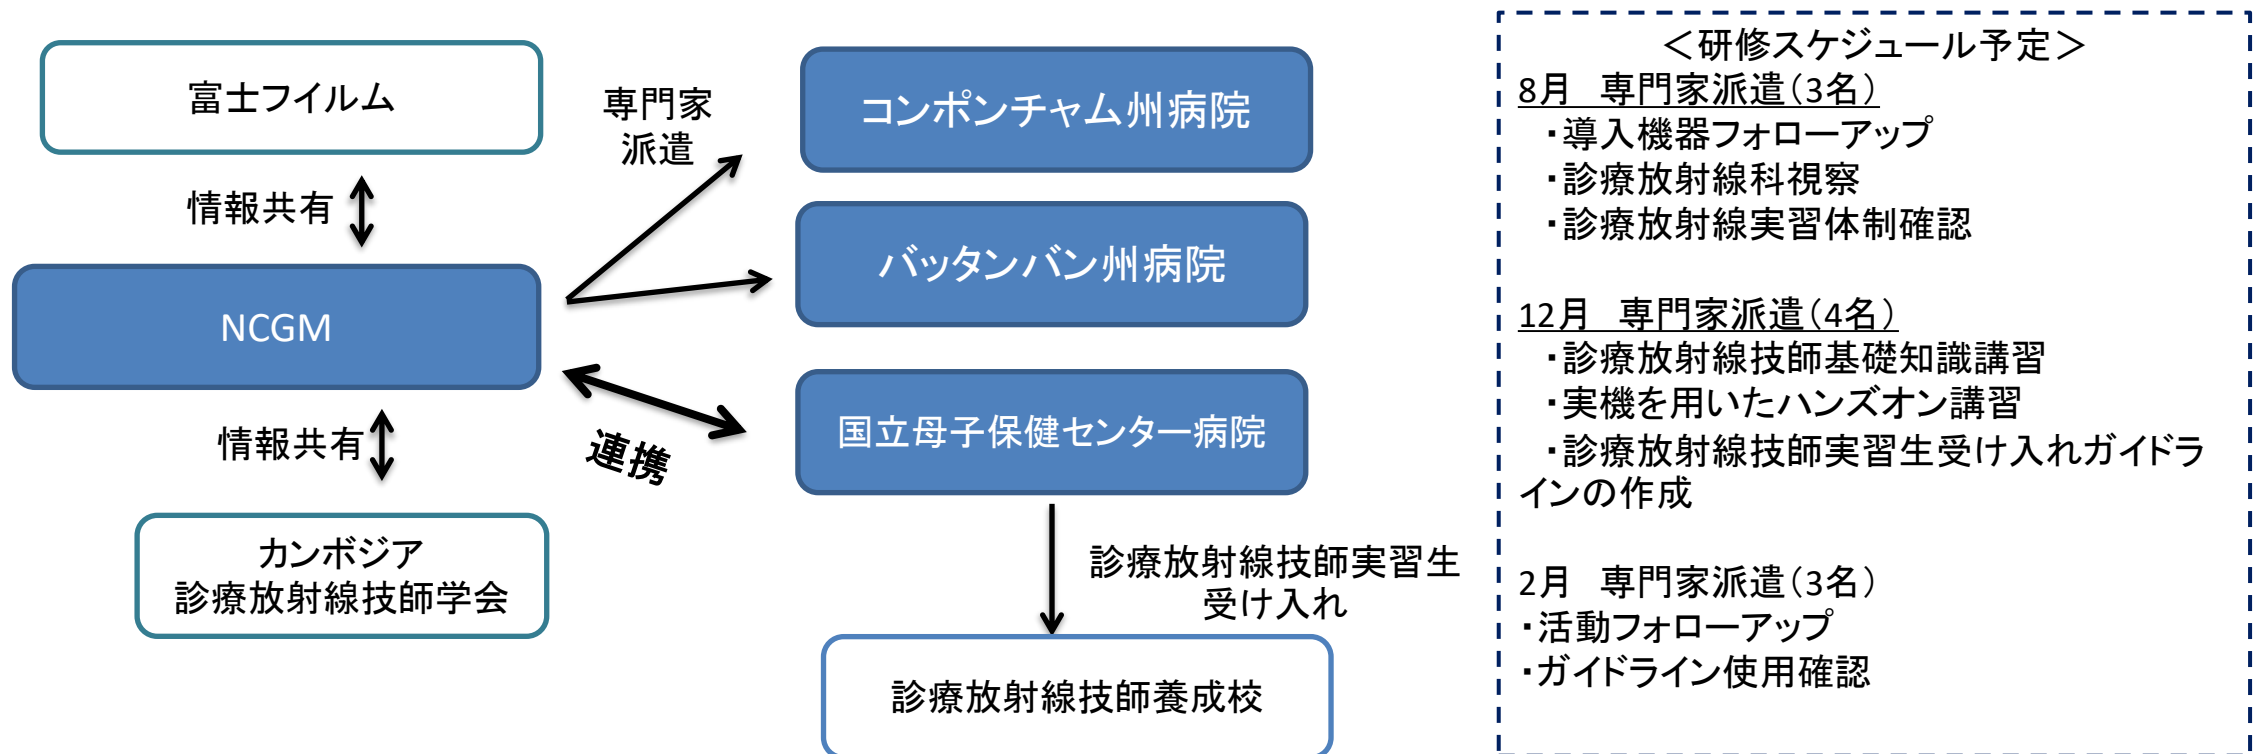 富士フイルム
情報共有
NCGM
情報共有
カンボジア
診療放射線技師学会
専門家
派遣
連携
コンポンチャム州病院
バッタンバン州病院
国立母子保健センター病院
診療放射線技師実習生
受け入れ
診療放射線技師養成校
＜研修スケジュール予定＞
8月　専門家派遣（3名）
・導入機器フォローアップ
・診療放射線科視察
・診療放射線実習体制確認
12月　専門家派遣（4名）
・診療放射線技師基礎知識講習
・実機を用いたハンズオン講習
・診療放射線技師実習生受け入れガイドラ
インの作成
2月　専門家派遣（3名）
・活動フォローアップ
・ガイドライン使用確認